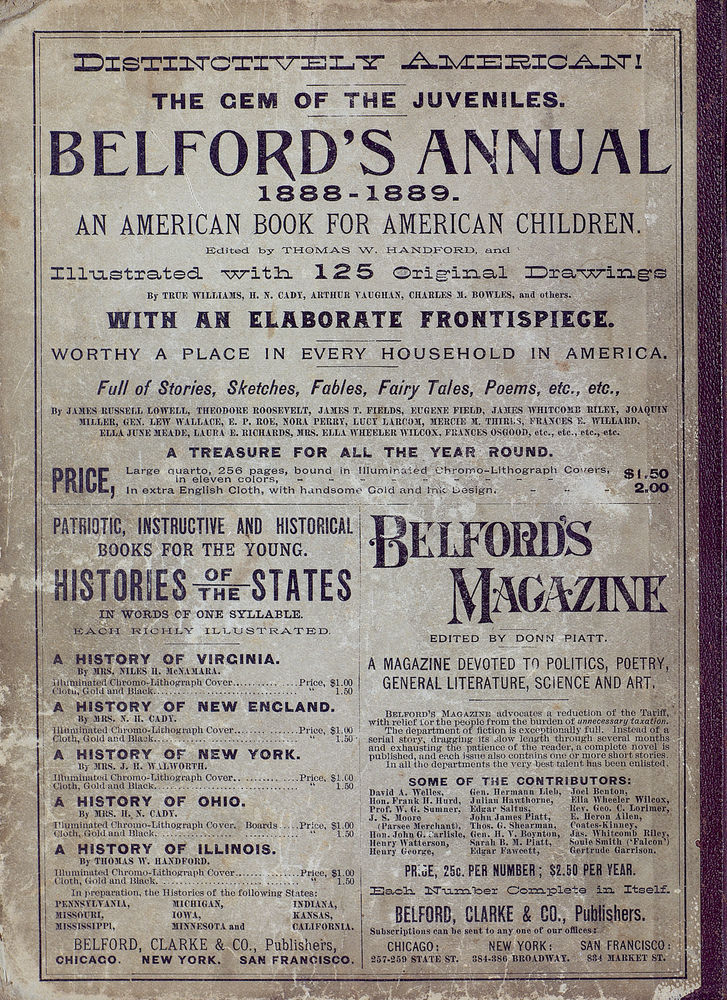 DISTINCTIVELY AMERICAN!
THE GEM OF THE JUVENILES.
BELFORD'S ANNUAL
1888-1889.
AN AMERICAN BOOK FOR AMERICAN CHILDREN.
Edited by THOMAS W. HANDFORD, and
Illustrated with 125 Original Drawings
By TRUE WILLIAMS, H. N. CADY, ARTHUR VAUGHAN, CHARLES M. BOWLES, and others.
WITH AN ELABORATE FRONTISPIECE.
WORTHY A PLACE IN EVERY HOUSEHOLD IN AMERICA.
Full of Stories, Sketches, Fables, Fairy Tales, Poems, etc., etc.,
By JAMES RUSSELL LOWELL, THEODORE ROOSEVELT, JAMES T. FIELDS, EUGENE FIELD, JAMES WHITCOMB RILEY, JOAQUIN
MILLER, GEN. LEW WALLACE, E. P. ROE, NORA PERRY, LUCY LARCOM, MERCIE M. THIRLS, FRANCES E. WILLARD,
ELLA JUNE MEADE, LAURA E. RICHARDS, MRS. ELLA WHEELER WILCOX, FRANCES OSGOOD, etc., etc., etc., etc.
A TREASURE FOR ALL THE YEAR ROUND.
PRICE, Large quarto, 256 pages, bound in Illuminated Chromo-Lithograph Covers,
in eleven colors, - - - - - - - $1.50
In extra English Cloth, with handsome Gold and Ink Design. - - - 2.00
PATRIOTIC, INSTRUCTIVE AND HISTORICAL
BOOKS FOR THE YOUNG.
HISTORIES OF THE STATES
IN WORDS OF ONE SYLLABLE.
EACH RICHLY ILLUSTRATED.
A HISTORY OF VIRGINIA.
By MRS. NILES H. McNAMARA.
Illuminated Chromo-Lithograph Cover............Price, $1.00
Cloth, Gold and Black............ " 1.50
A HISTORY OF NEW ENGLAND.
By MRS. N. H. CADY.
Illuminated Chromo-Lithograph Cover............Price, $1.00
Cloth, Gold and Black............ " 1.50
A HISTORY OF NEW YORK.
By MRS. J. H. WALWORTH.
Illuminated Chromo-Lithograph Cover............Price, $1.00
Cloth, Gold and Black............ " 1.50
A HISTORY OF OHIO.
By MRS. H. N. CADY.
Illuminated Chromo-Lithograph Cover, Boards....Price, $1.00
Cloth, Gold and Black............ " 1.50
A HISTORY OF ILLINOIS.
By THOMAS W. HANDFORD.
Illuminated Chromo-Lithograph Cover............Price, $1.00
Cloth, Gold and Black............ " 1.50
In preparation, the Histories of the following States:
PENNSYLVANIA, MICHIGAN, INDIANA,
MISSOURI, IOWA, KANSAS,
MISSISSIPPI, MINNESOTA and CALIFORNIA.
BELFORD, CLARKE & CO., Publishers,
CHICAGO. NEW YORK. SAN FRANCISCO.
BELFORD'S
MAGAZINE
EDITED BY DONN PIATT.
A MAGAZINE DEVOTED TO POLITICS, POETRY,
GENERAL LITERATURE, SCIENCE AND ART.
BELFORD'S MAGAZINE advocates a reduction of the Tariff,
with relief for the people from the burden of unnecessary taxation.
The department of fiction is exceptionally full. Instead of a
serial story, dragging its slow length through several months
and exhausting the patience of the reader, a complete novel is
published, and each issue also contains one or more short stories.
In all the departments the very best talent has been enlisted.
SOME OF THE CONTRIBUTORS:
David A. Welles, Gen. Hermann Lieb, Joel Benton,
Hon. Frank H. Hurd, Julian Hawthorne, Ella Wheeler Wilcox,
Prof. W. G. Sumner, Edgar Saltus, Rev. Geo. C. Lorimer,
J. S. Moore John James Piatt, E. Heron Allen,
(Parsee Merchant), Thos. G. Shearman, Coates-Kinney,
Hon. John G. Carlisle, Gen. H. V. Boynton, Jas. Whitcomb Riley,
Henry Watterson, Sarah B. M. Piatt, Soule Smith ('Falcon')
Henry George, Edgar Fawcett, Gertrude Garrison.
PRICE, 25c. PER NUMBER; $2.50 PER YEAR.
Each Number Complete in Itself.
BELFORD, CLARKE & CO., Publishers.
Subscriptions can be sent to any one of our offices:
CHICAGO: NEW YORK: SAN FRANCISCO:
257-259 STATE ST. 384-386 BROADWAY. 834 MARKET ST.